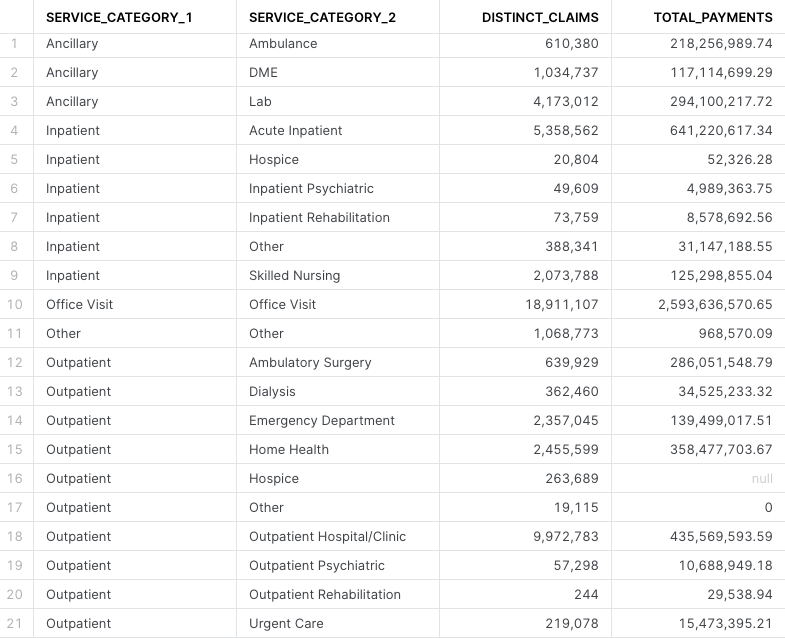 SERVICE_CATEGORY_1 SERVICE_CATEGORY_2 DISTINCT_CLAIMS TOTAL_PAYMENTS
1 Ancillary Ambulance 610,380 218,256,989.74
2 Ancillary DME 1,034,737 117,114,699.29
3 Ancillary Lab 4,173,012 294,100,217.72
4 Inpatient Acute Inpatient 5,358,562 641,220,617.34
5 Inpatient Hospice 20,804 52,326.28
6 Inpatient Inpatient Psychiatric 49,609 4,989,363.75
7 Inpatient Inpatient Rehabilitation 73,759 8,578,692.56
8 Inpatient Other 388,341 31,147,188.55
9 Inpatient Skilled Nursing 2,073,788 125,298,855.04
10 Office Visit Office Visit 18,911,107 2,593,636,570.65
11 Other Other 1,068,773 968,570.09
12 Outpatient Ambulatory Surgery 639,929 286,051,548.79
13 Outpatient Dialysis 362,460 34,525,233.32
14 Outpatient Emergency Department 2,357,045 139,499,017.51
15 Outpatient Home Health 2,455,599 358,477,703.67
16 Outpatient Hospice 263,689 null
17 Outpatient Other 19,115 0
18 Outpatient Outpatient Hospital/Clinic 9,972,783 435,569,593.59
19 Outpatient Outpatient Psychiatric 57,298 10,688,949.18
20 Outpatient Outpatient Rehabilitation 244 29,538.94
21 Outpatient Urgent Care 219,078 15,473,395.21